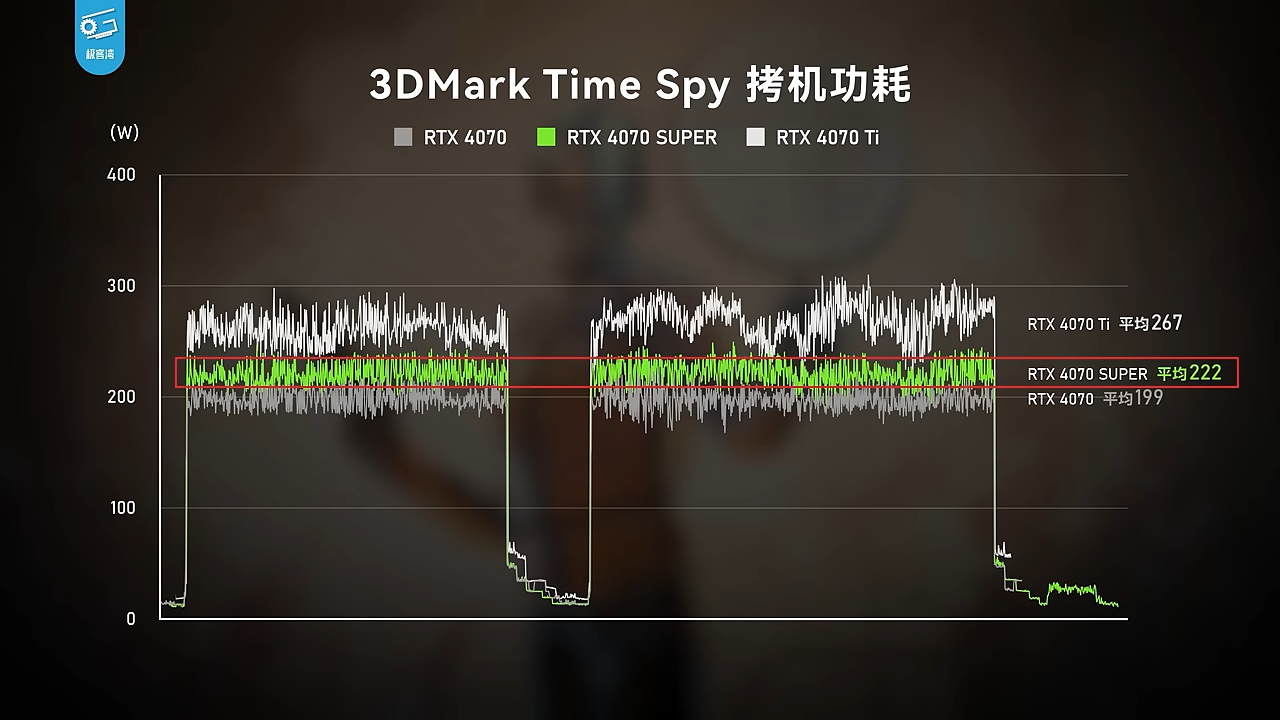 极客湾
3DMark Time Spy 拷机功耗
(W)
RTX 4070
RTX 4070 SUPER
RTX 4070 Ti
400
300
200
100
0
RTX 4070 Ti 平均267
RTX 4070 SUPER 平均222
RTX 4070 平均199